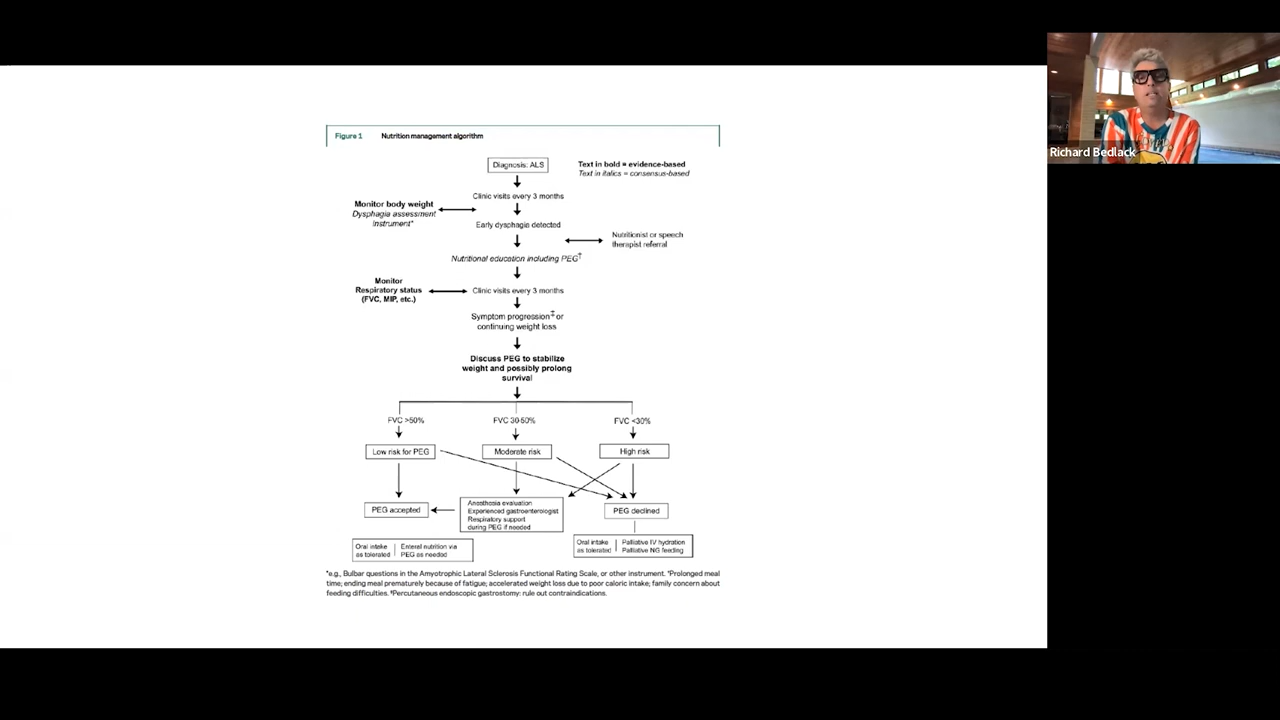 Figure 1 Nutrition management algorithm
Diagnosis: ALS
Text in bold = evidence-based
Text in italics = consensus-based
Clinic visits every 3 months
Monitor body weight
Dysphagia assessment
instrument*
Early dysphagia detected
Nutritionist or speech
therapist referral
Nutritional education including PEG†
Monitor
Respiratory status
(FVC, MIP, etc.)
Clinic visits every 3 months
Symptom progression‡ or
continuing weight loss
Discuss PEG to stabilize
weight and possibly prolong
survival
FVC >50%
FVC 30-50%
FVC <30%
Low risk for PEG
Moderate risk
High risk
PEG accepted
Anesthesia evaluation
Experienced gastroenterologist
Respiratory support
during PEG if needed
PEG declined
Oral intake
as tolerated
Enteral nutrition via
PEG as needed
Oral intake
as tolerated
Palliative IV hydration
Palliative NG feeding
*e.g., Bulbar questions in the Amyotrophic Lateral Sclerosis Functional Rating Scale, or other instrument. Prolonged meal
time; ending meal prematurely because of fatigue; accelerated weight loss due to poor caloric intake; family concern about
feeding difficulties. Percutaneous endoscopic gastrostomy: rule out contraindications.
Richard Bedlack